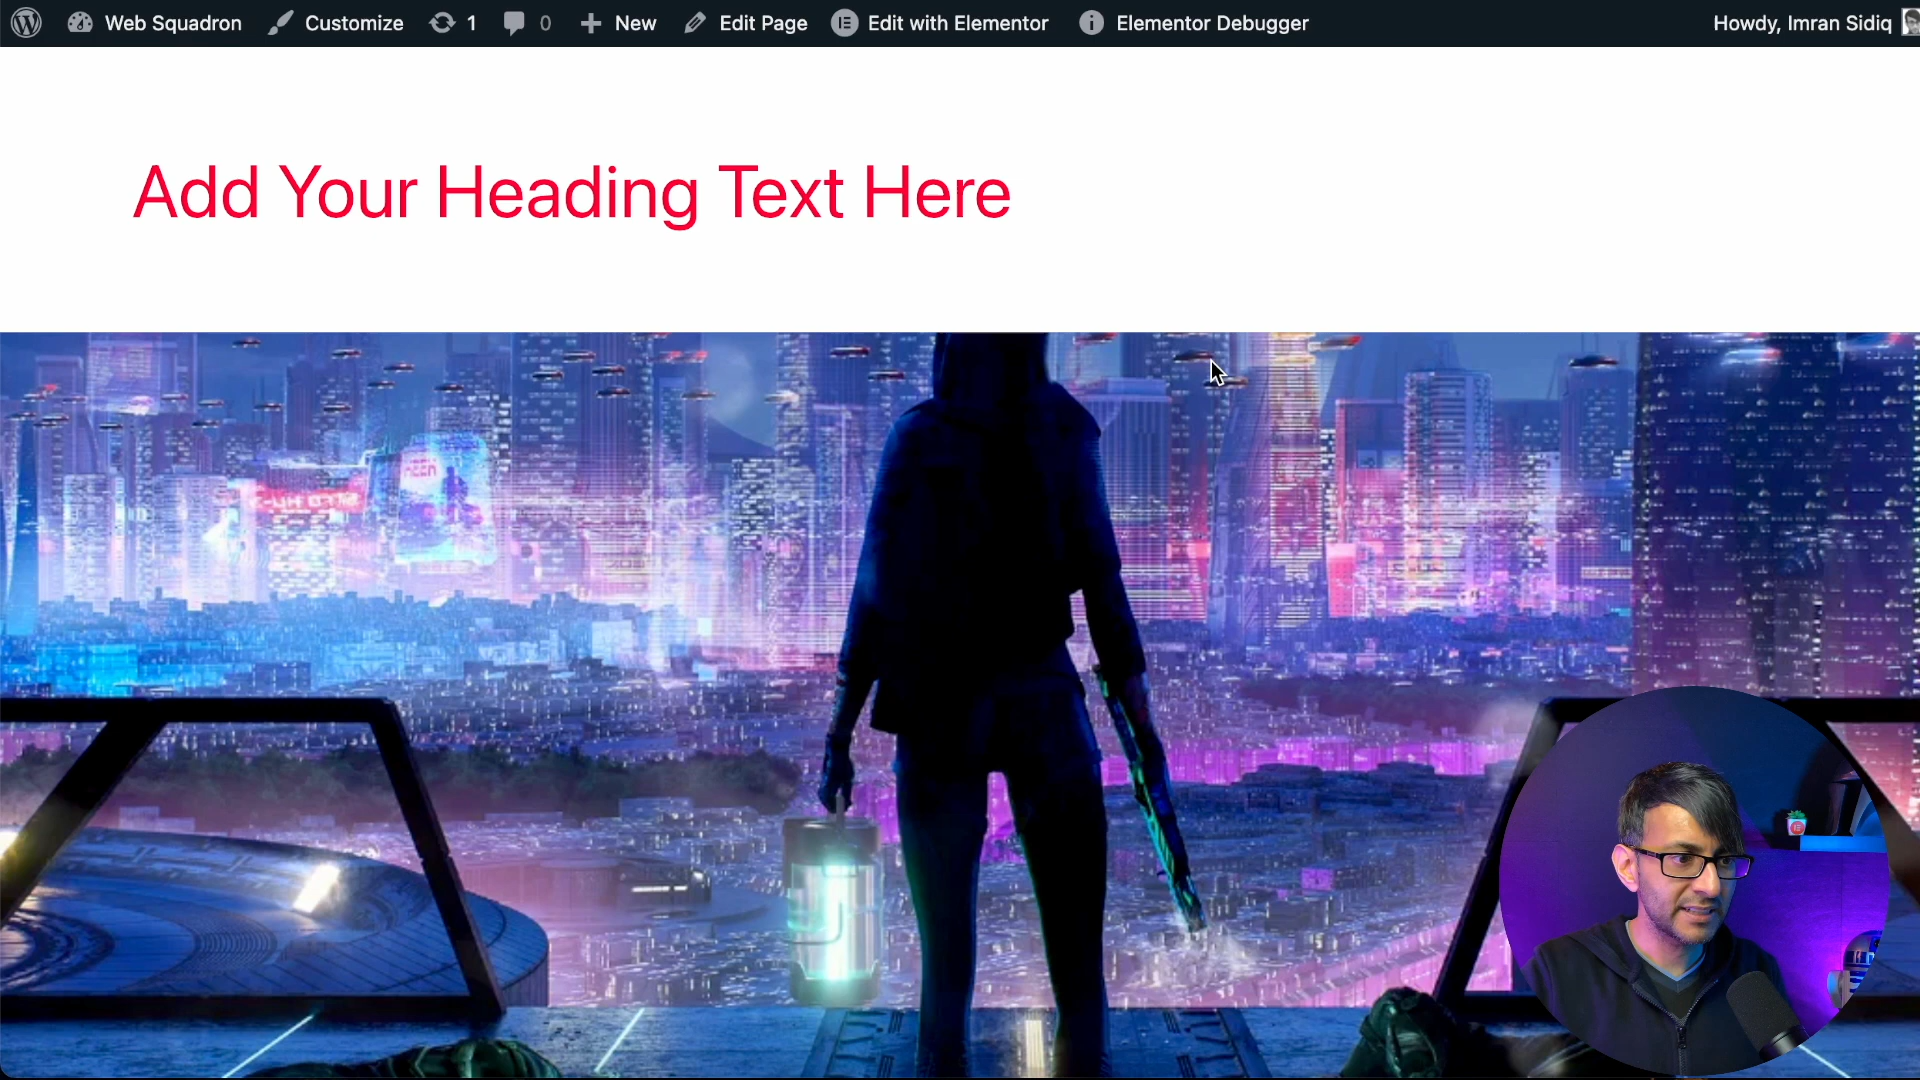 Web Squadron Customize 1 0 New Edit Page Edit with Elementor Elementor Debugger Howdy, Imran Sidiq
Add Your Heading Text Here